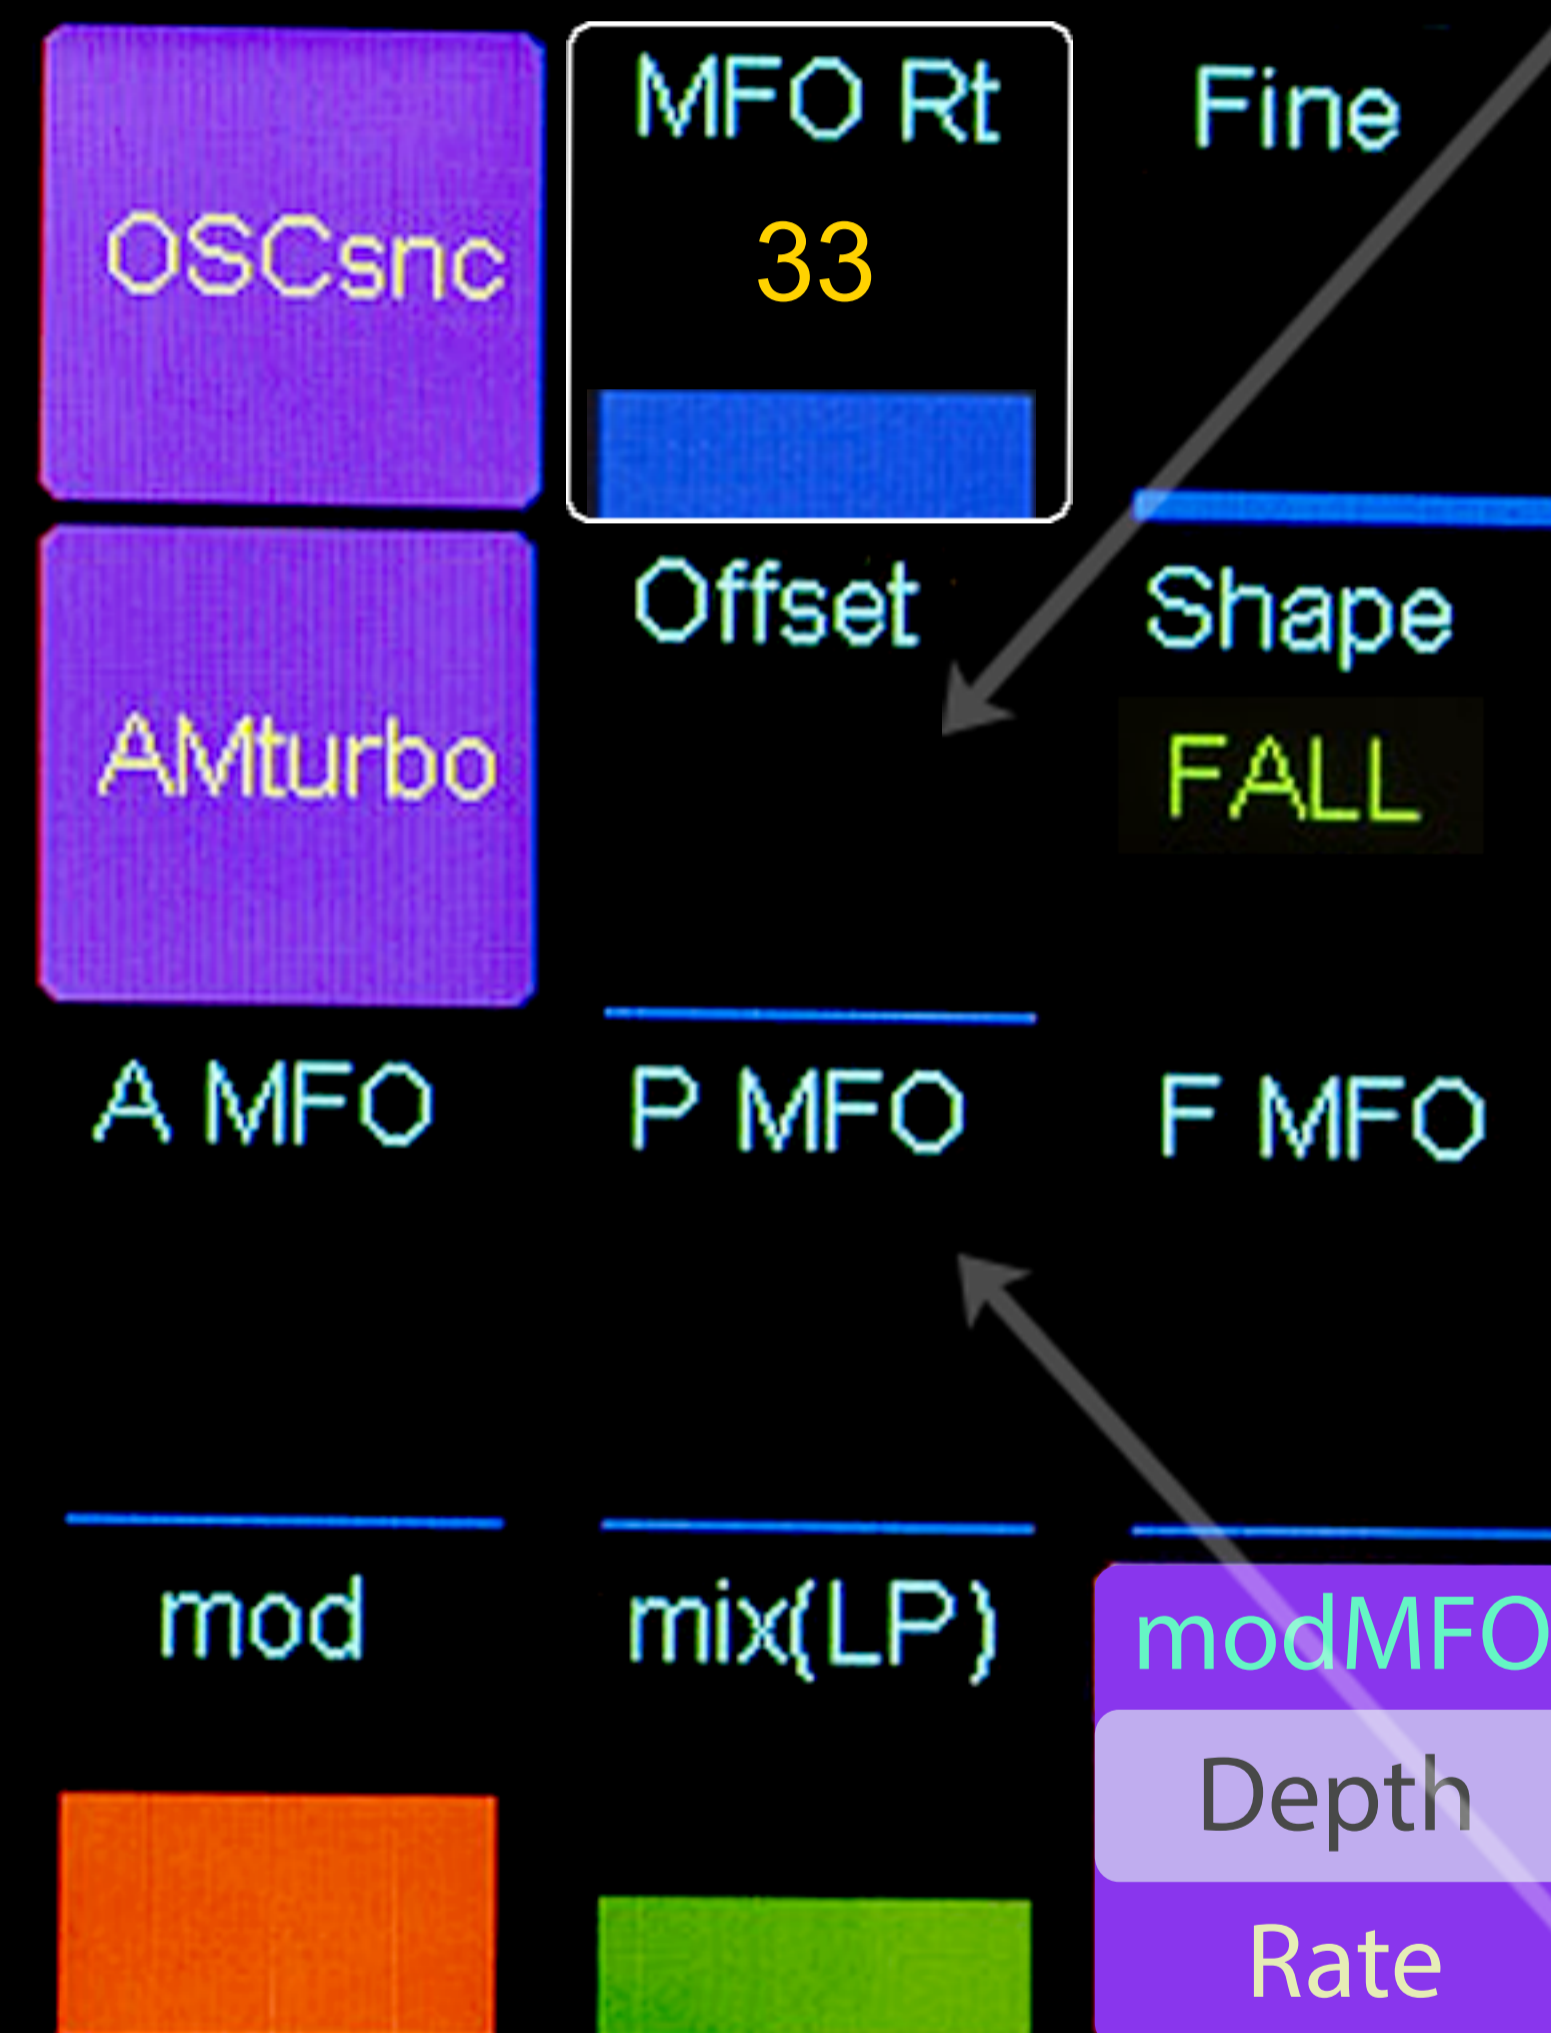 OSCsnc
MFO Rt
33
Fine
AMturbo
Offset
Shape
FALL
A MFO
P MFO
F MFO
mod
mix(LP)
modMFO
Depth
Rate